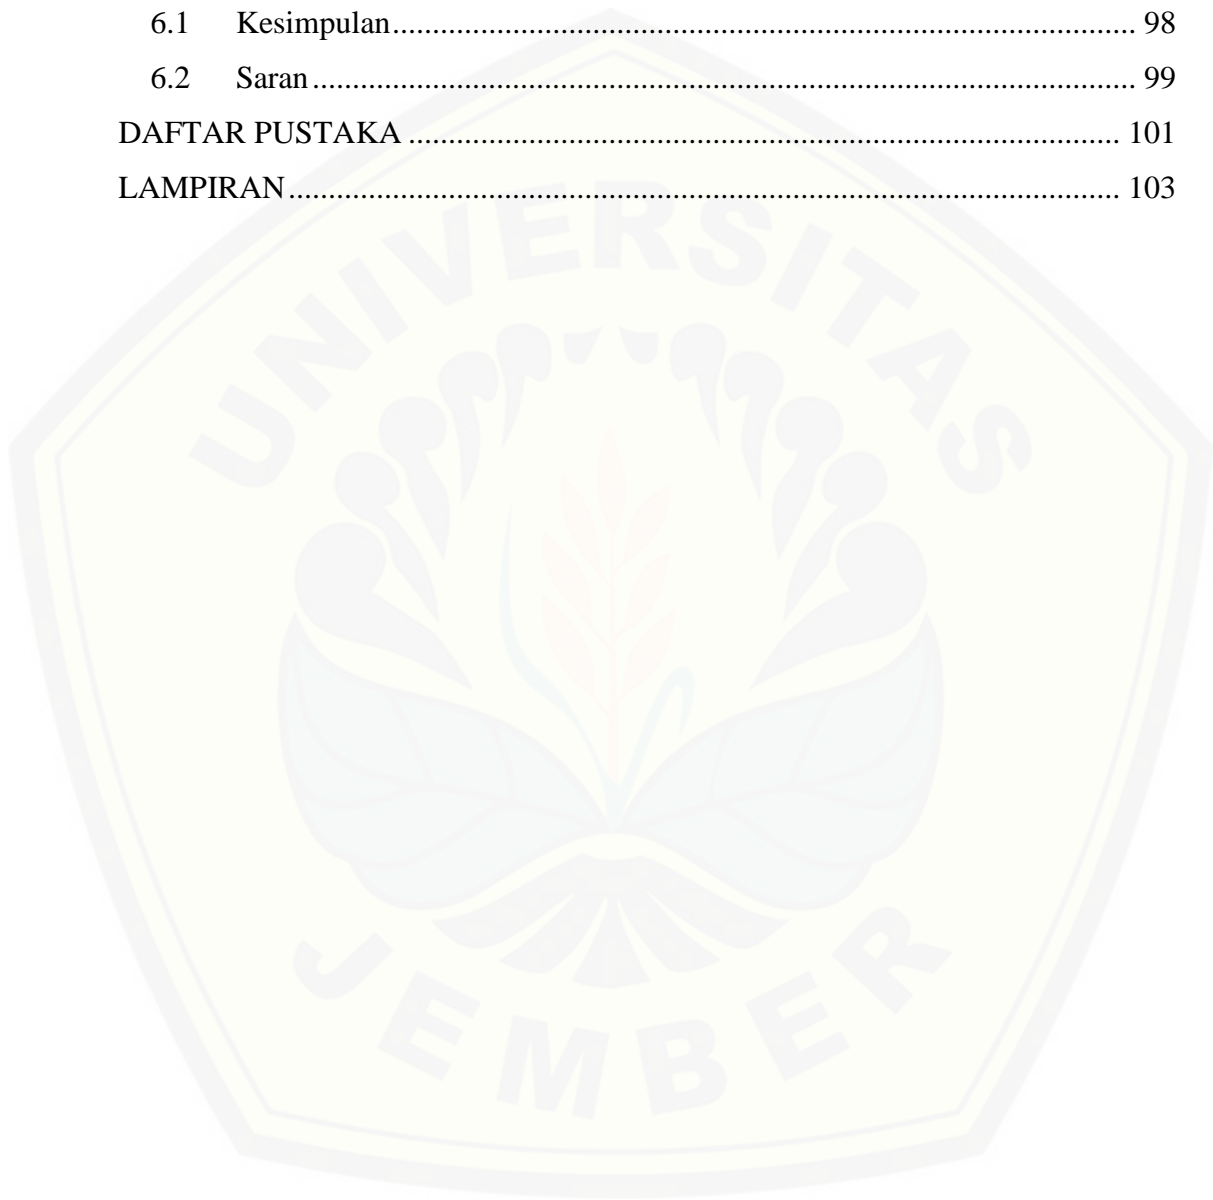 6.1 Kesimpulan........................................................................................... 98
6.2 Saran..................................................................................................... 99
DAFTAR PUSTAKA....................................................................................... 101
LAMPIRAN...................................................................................................... 103
UNIVERSITAS
JEMBER